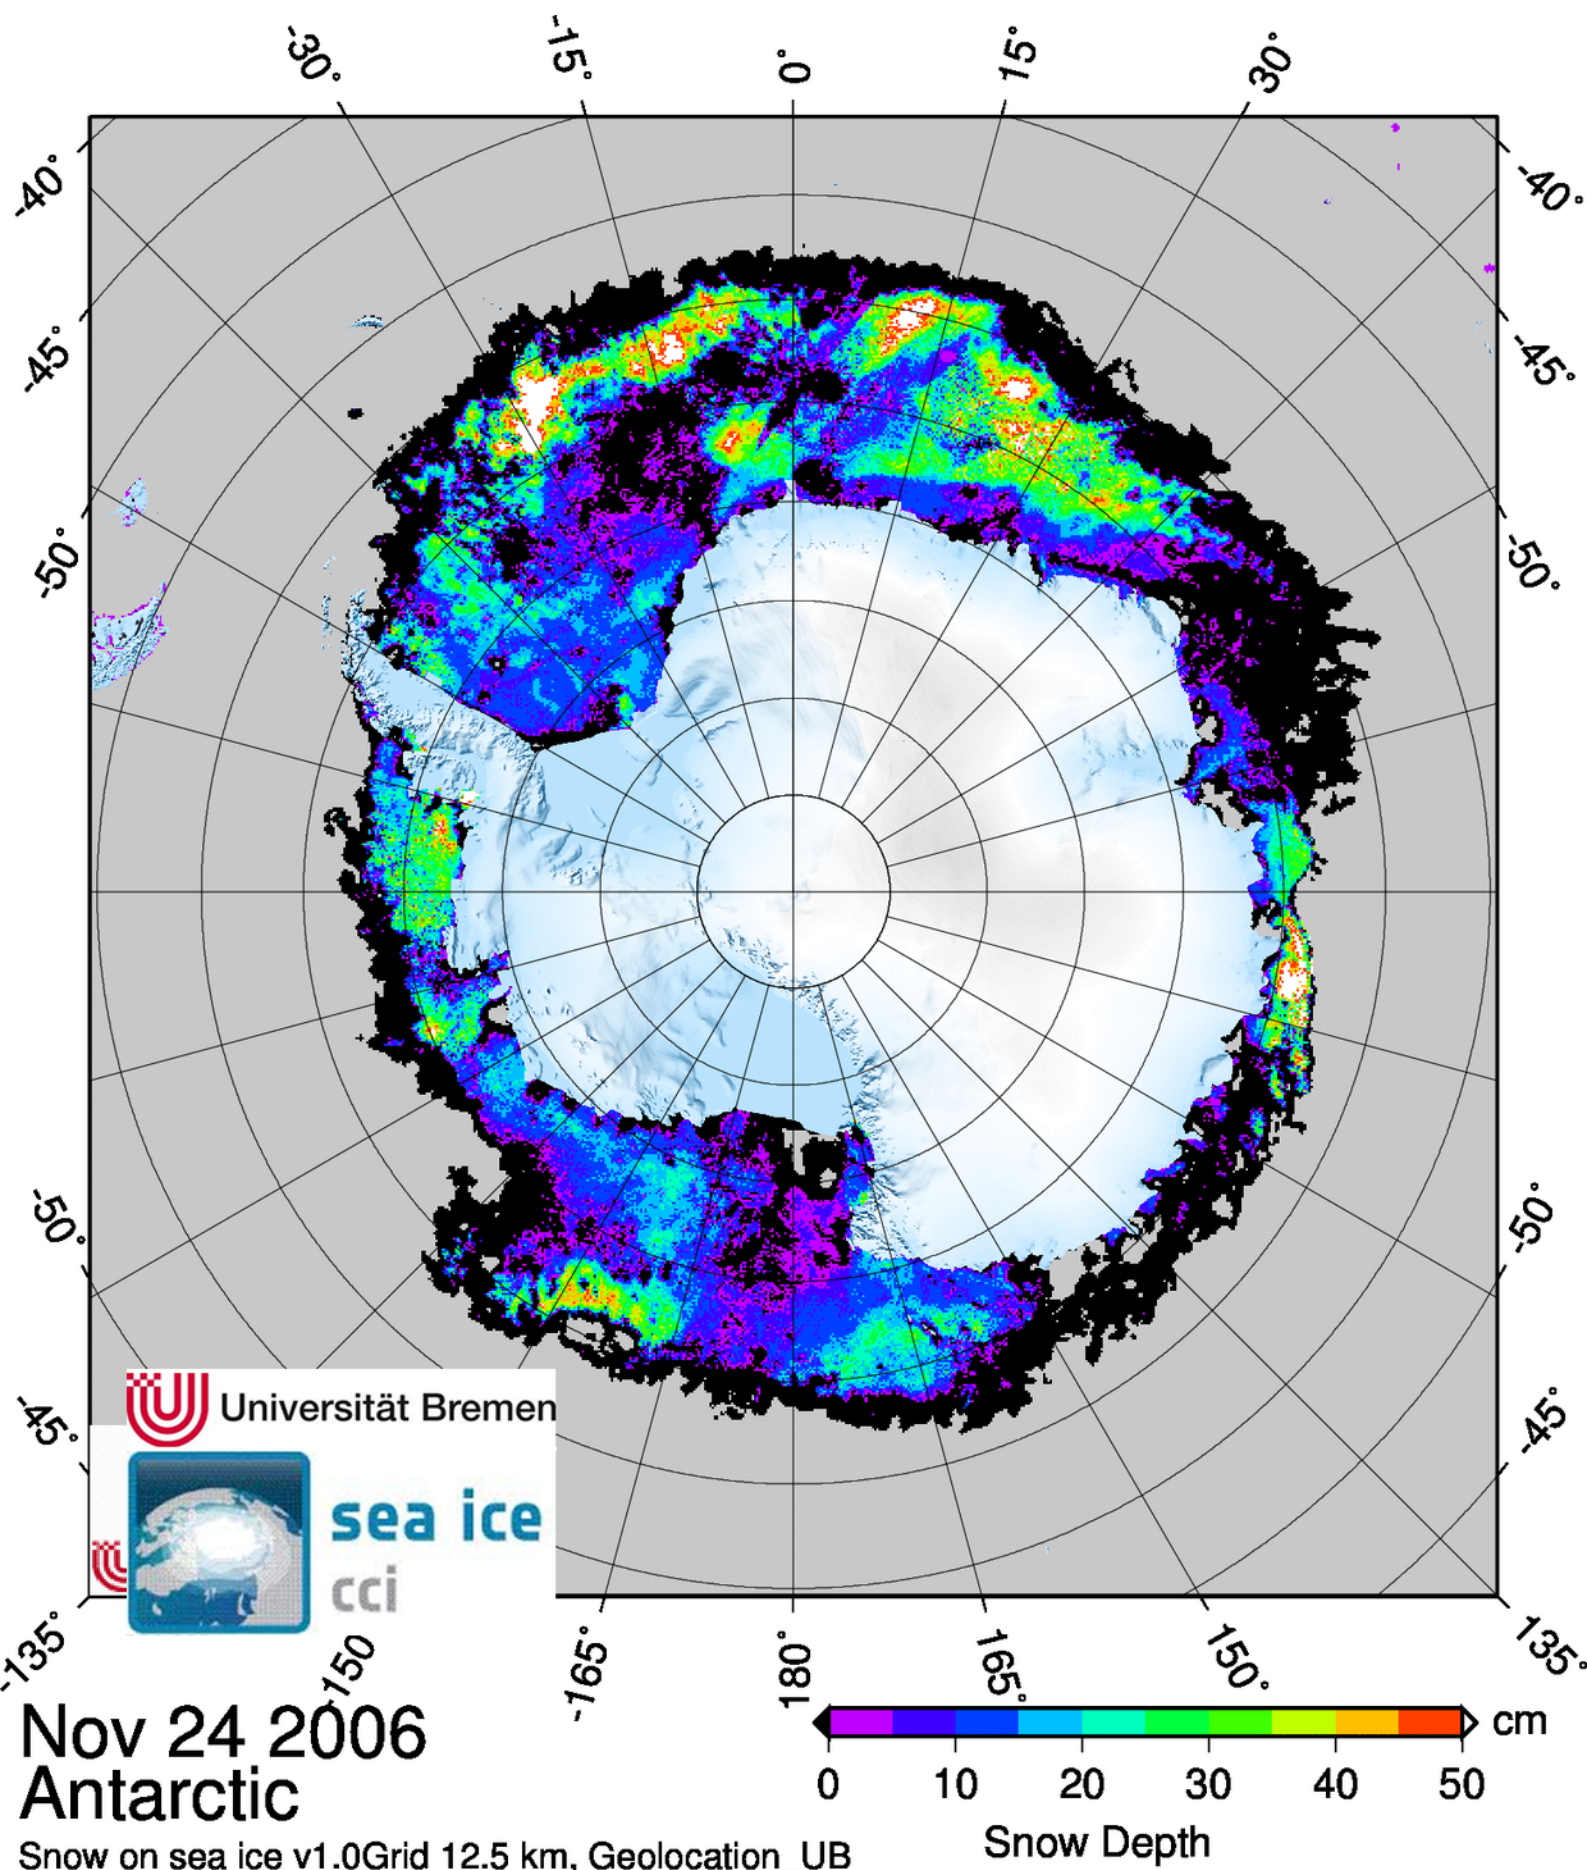 -30°
-15°
0°
15°
30°
-40°
-40°
-45°
-45°
-50°
-50°
-50°
-50°
-45°
-45°
Universität Bremen
sea ice
cci
-135°
-150
-165°
180°
165°
150°
135°
Nov 24 2006
Antarctic
Snow on sea ice v1.0Grid 12.5 km, Geolocation UB
cm
0 10 20 30 40 50
Snow Depth